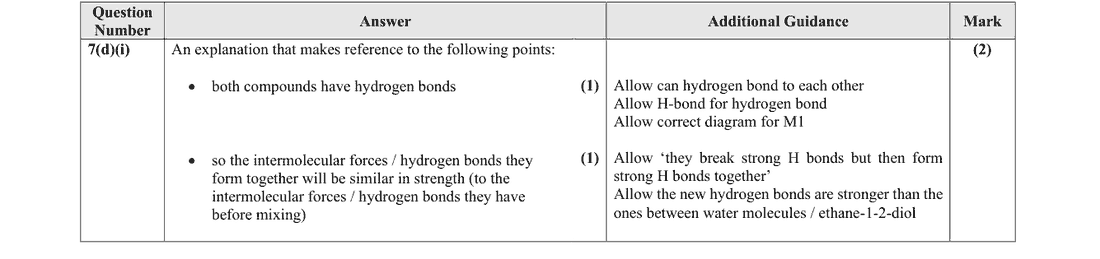 Question Number
Answer
Additional Guidance
Mark
7(d)(i)
An explanation that makes reference to the following points:
(2)
• both compounds have hydrogen bonds
(1)
Allow can hydrogen bond to each other
Allow H-bond for hydrogen bond
Allow correct diagram for M1
• so the intermolecular forces / hydrogen bonds they
form together will be similar in strength (to the
intermolecular forces / hydrogen bonds they have
before mixing)
(1)
Allow ‘they break strong H bonds but then form
strong H bonds together’
Allow the new hydrogen bonds are stronger than the
ones between water molecules / ethane-1-2-diol